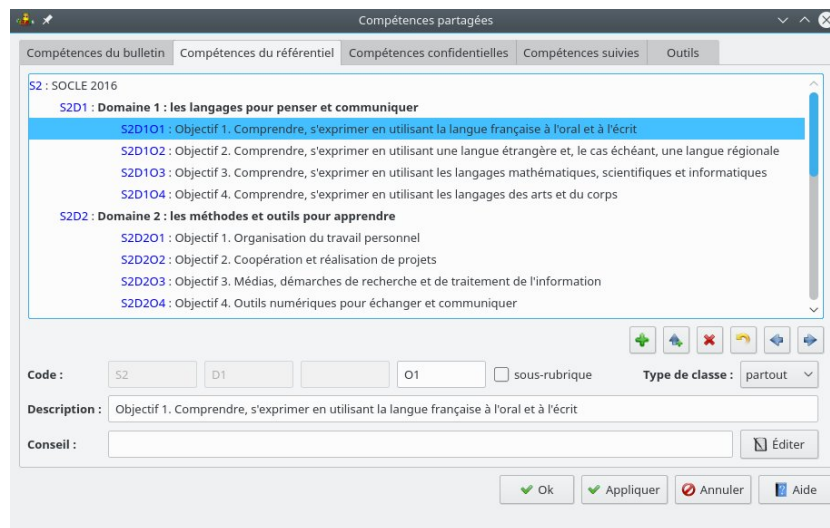 Compétences partagées
Compétences du bulletin Compétences du référentiel Compétences confidentielles Compétences suivies Outils
S2 : SOCLE 2016
S2D1 : Domaine 1 : les langages pour penser et communiquer
S2D1O1 : Objectif 1. Comprendre, s'exprimer en utilisant la langue française à l'oral et à l'écrit
S2D1O2 : Objectif 2. Comprendre, s'exprimer en utilisant une langue étrangère et, le cas échéant, une langue régionale
S2D1O3 : Objectif 3. Comprendre, s'exprimer en utilisant les langages mathématiques, scientifiques et informatiques
S2D1O4 : Objectif 4. Comprendre, s'exprimer en utilisant les langages des arts et du corps
S2D2 : Domaine 2 : les méthodes et outils pour apprendre
S2D2O1 : Objectif 1. Organisation du travail personnel
S2D2O2 : Objectif 2. Coopération et réalisation de projets
S2D2O3 : Objectif 3. Médias, démarches de recherche et de traitement de l'information
S2D2O4 : Objectif 4. Outils numériques pour échanger et communiquer
Code : S2 D1 O1 sous-rubrique Type de classe : partout
Description : Objectif 1. Comprendre, s'exprimer en utilisant la langue française à l'oral et à l'écrit
Conseil : Éditer
Ok Appliquer Annuler Aide